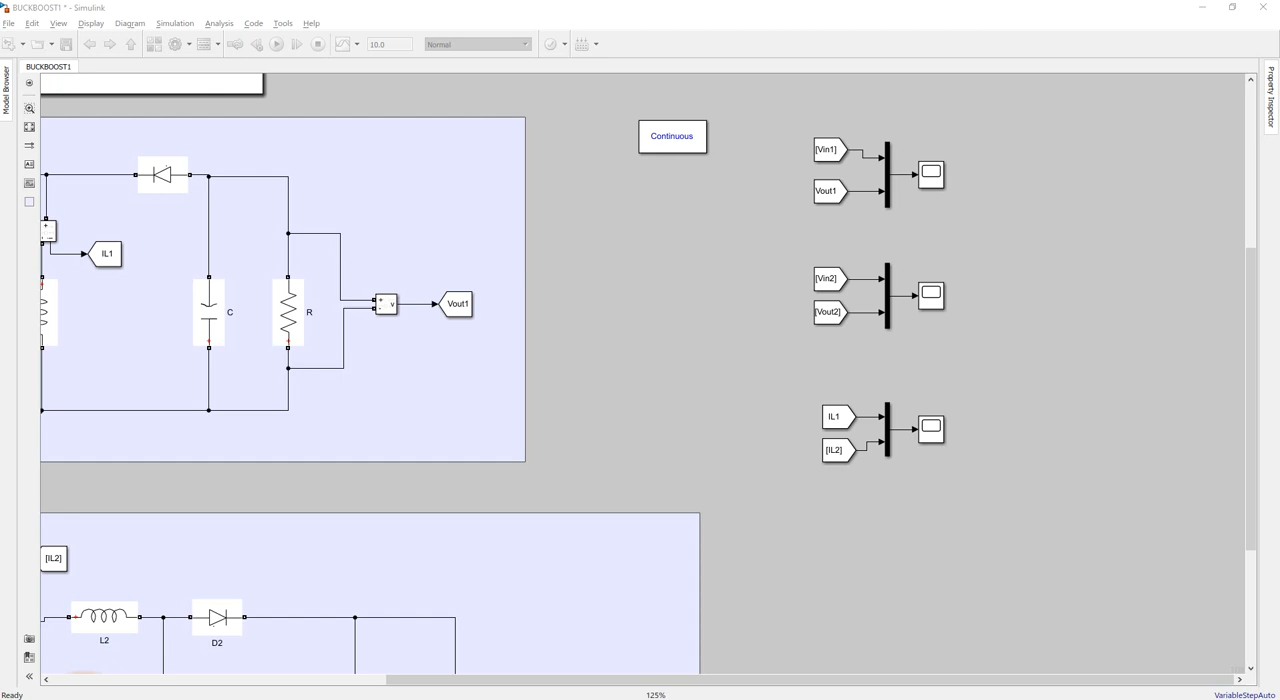 BUCKBOOST1 * - Simulink
File Edit View Display Diagram Simulation Analysis Code Tools Help
10.0 Normal
BUCKBOOST1
Model Browser
Property Inspector
Continuous
[Vin1]
Vout1
IL1
C
R
+
-
v
Vout1
[Vin2]
[Vout2]
IL1
[IL2]
[IL2]
L2
D2
Ready 125% VariableStepAuto